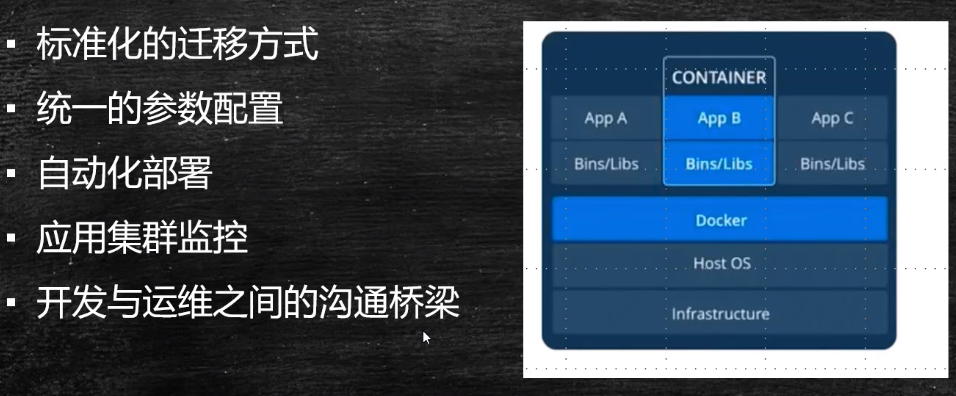 标准化的迁移方式
统一的参数配置
自动化部署
应用集群监控
开发与运维之间的沟通桥梁
CONTAINER
App A
App B
App C
Bins/Libs
Bins/Libs
Bins/Libs
Docker
Host OS
Infrastructure